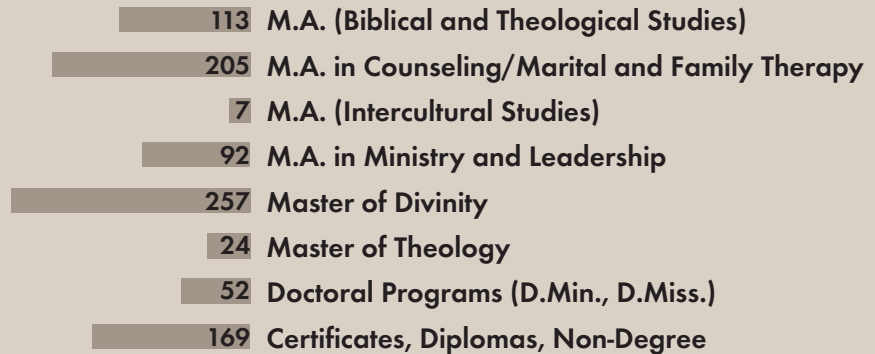 113 M.A. (Biblical and Theological Studies)
205 M.A. in Counseling/Marital and Family Therapy
7 M.A. (Intercultural Studies)
92 M.A. in Ministry and Leadership
257 Master of Divinity
24 Master of Theology
52 Doctoral Programs (D.Min., D.Miss.)
169 Certificates, Diplomas, Non-Degree